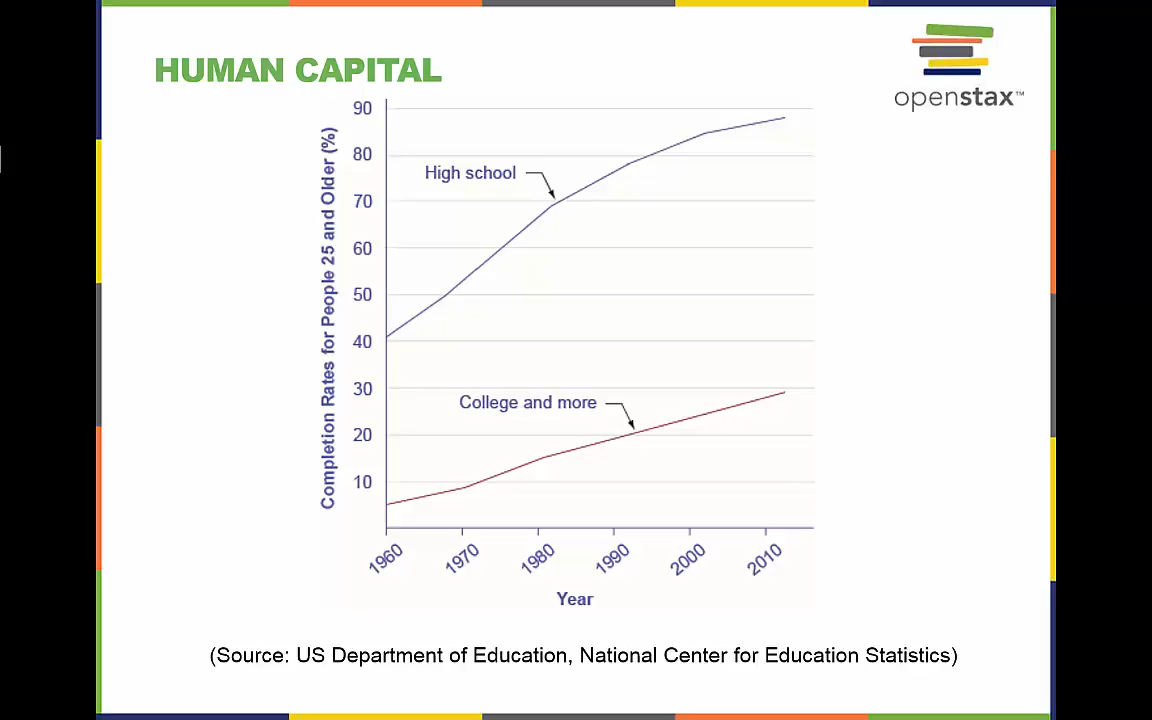 HUMAN CAPITAL
openstax™
Completion Rates for People 25 and Older (%)
90
80
70
60
50
40
30
20
10
High school
College and more
1960
1970
1980
1990
2000
2010
Year
(Source: US Department of Education, National Center for Education Statistics)